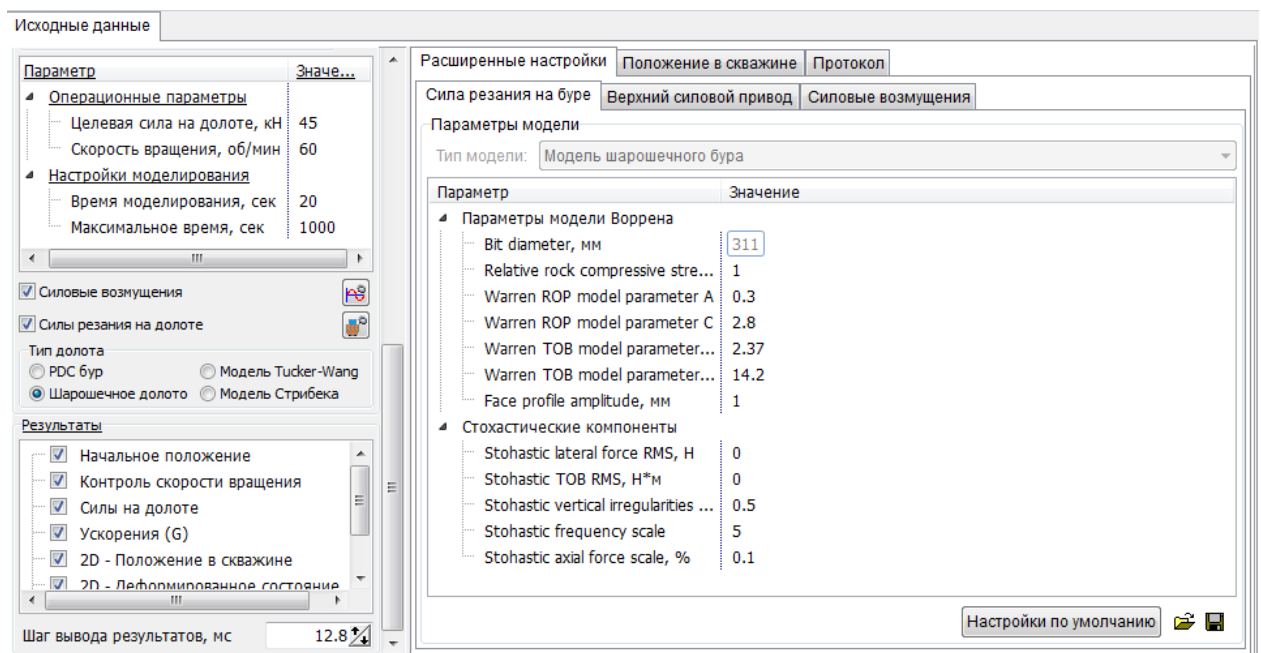 Исходные данные
Параметр Значе...
Операционные параметры
Целевая сила на долоте, кН 45
Скорость вращения, об/мин 60
Настройки моделирования
Время моделирования, сек 20
Максимальное время, сек 1000
Силовые возмущения
Силы резания на долоте
Тип долота
PDC бур Модель Tucker-Wang
Шарошечное долото Модель Стрибека
Результаты
Начальное положение
Контроль скорости вращения
Силы на долоте
Ускорения (G)
2D - Положение в скважине
2D - Деформированное состояние
Шаг вывода результатов, мс 12.8
Расширенные настройки Положение в скважине Протокол
Сила резания на буре Верхний силовой привод Силовые возмущения
Параметры модели
Тип модели: Модель шарошечного бура
Параметр Значение
Параметры модели Воррена
Bit diameter, мм 311
Relative rock compressive stre... 1
Warren ROP model parameter A 0.3
Warren ROP model parameter C 2.8
Warren TOB model parameter... 2.37
Warren TOB model parameter... 14.2
Face profile amplitude, мм 1
Стохастические компоненты
Stohastic lateral force RMS, Н 0
Stohastic TOB RMS, Н*м 0
Stohastic vertical irregularities ... 0.5
Stohastic frequency scale 5
Stohastic axial force scale, % 0.1
Настройки по умолчанию